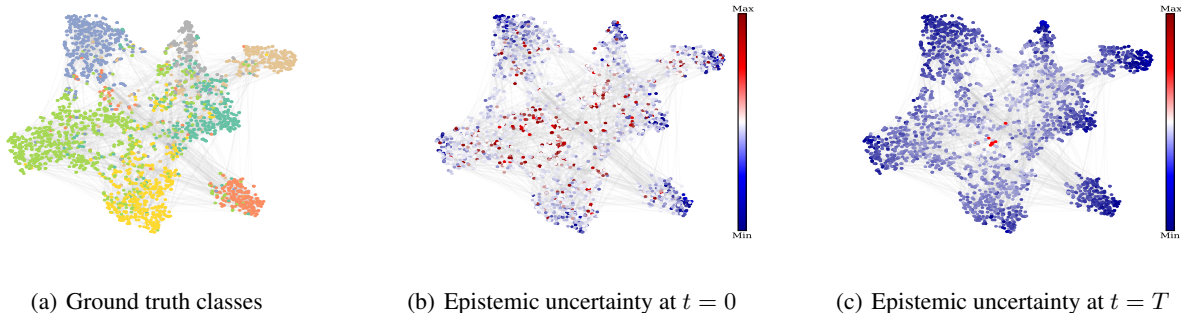 Max
Max
Min
Min
(a) Ground truth classes
(b) Epistemic uncertainty at t = 0
(c) Epistemic uncertainty at t = T